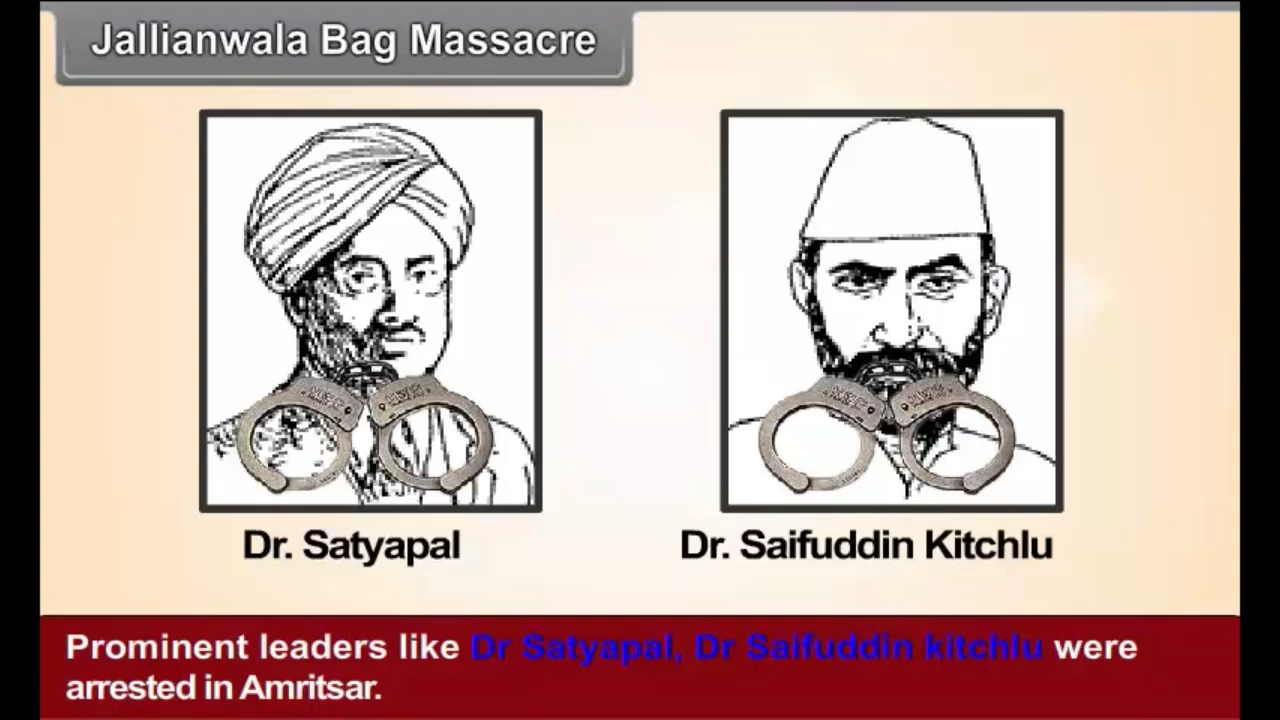 Jallianwala Bag Massacre
Dr. Satyapal
Dr. Saifuddin Kitchlu
Prominent leaders like Dr Satyapal, Dr Saifuddin kitchlu were
arrested in Amritsar.